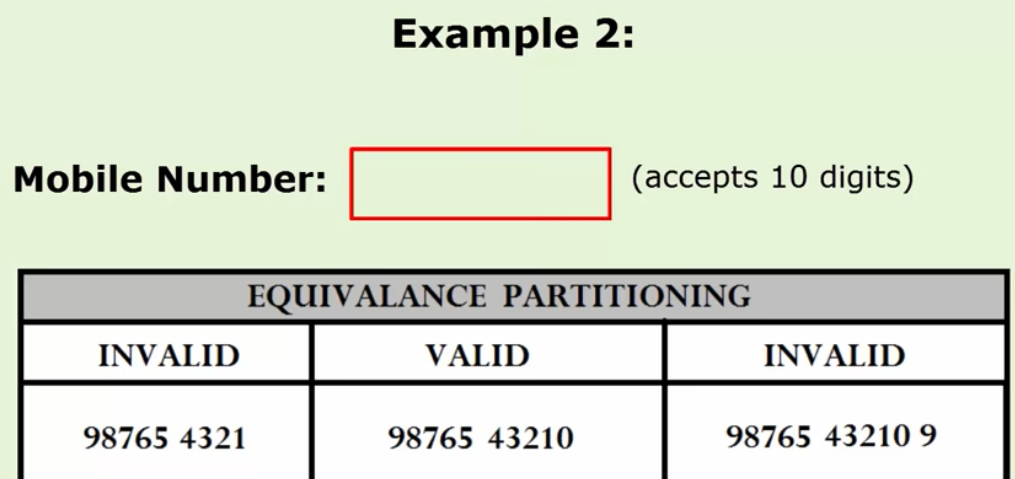 Example 2:
Mobile Number: (accepts 10 digits)
EQUIVALANCE PARTITIONING
INVALID VALID INVALID
98765 4321 98765 43210 98765 43210 9